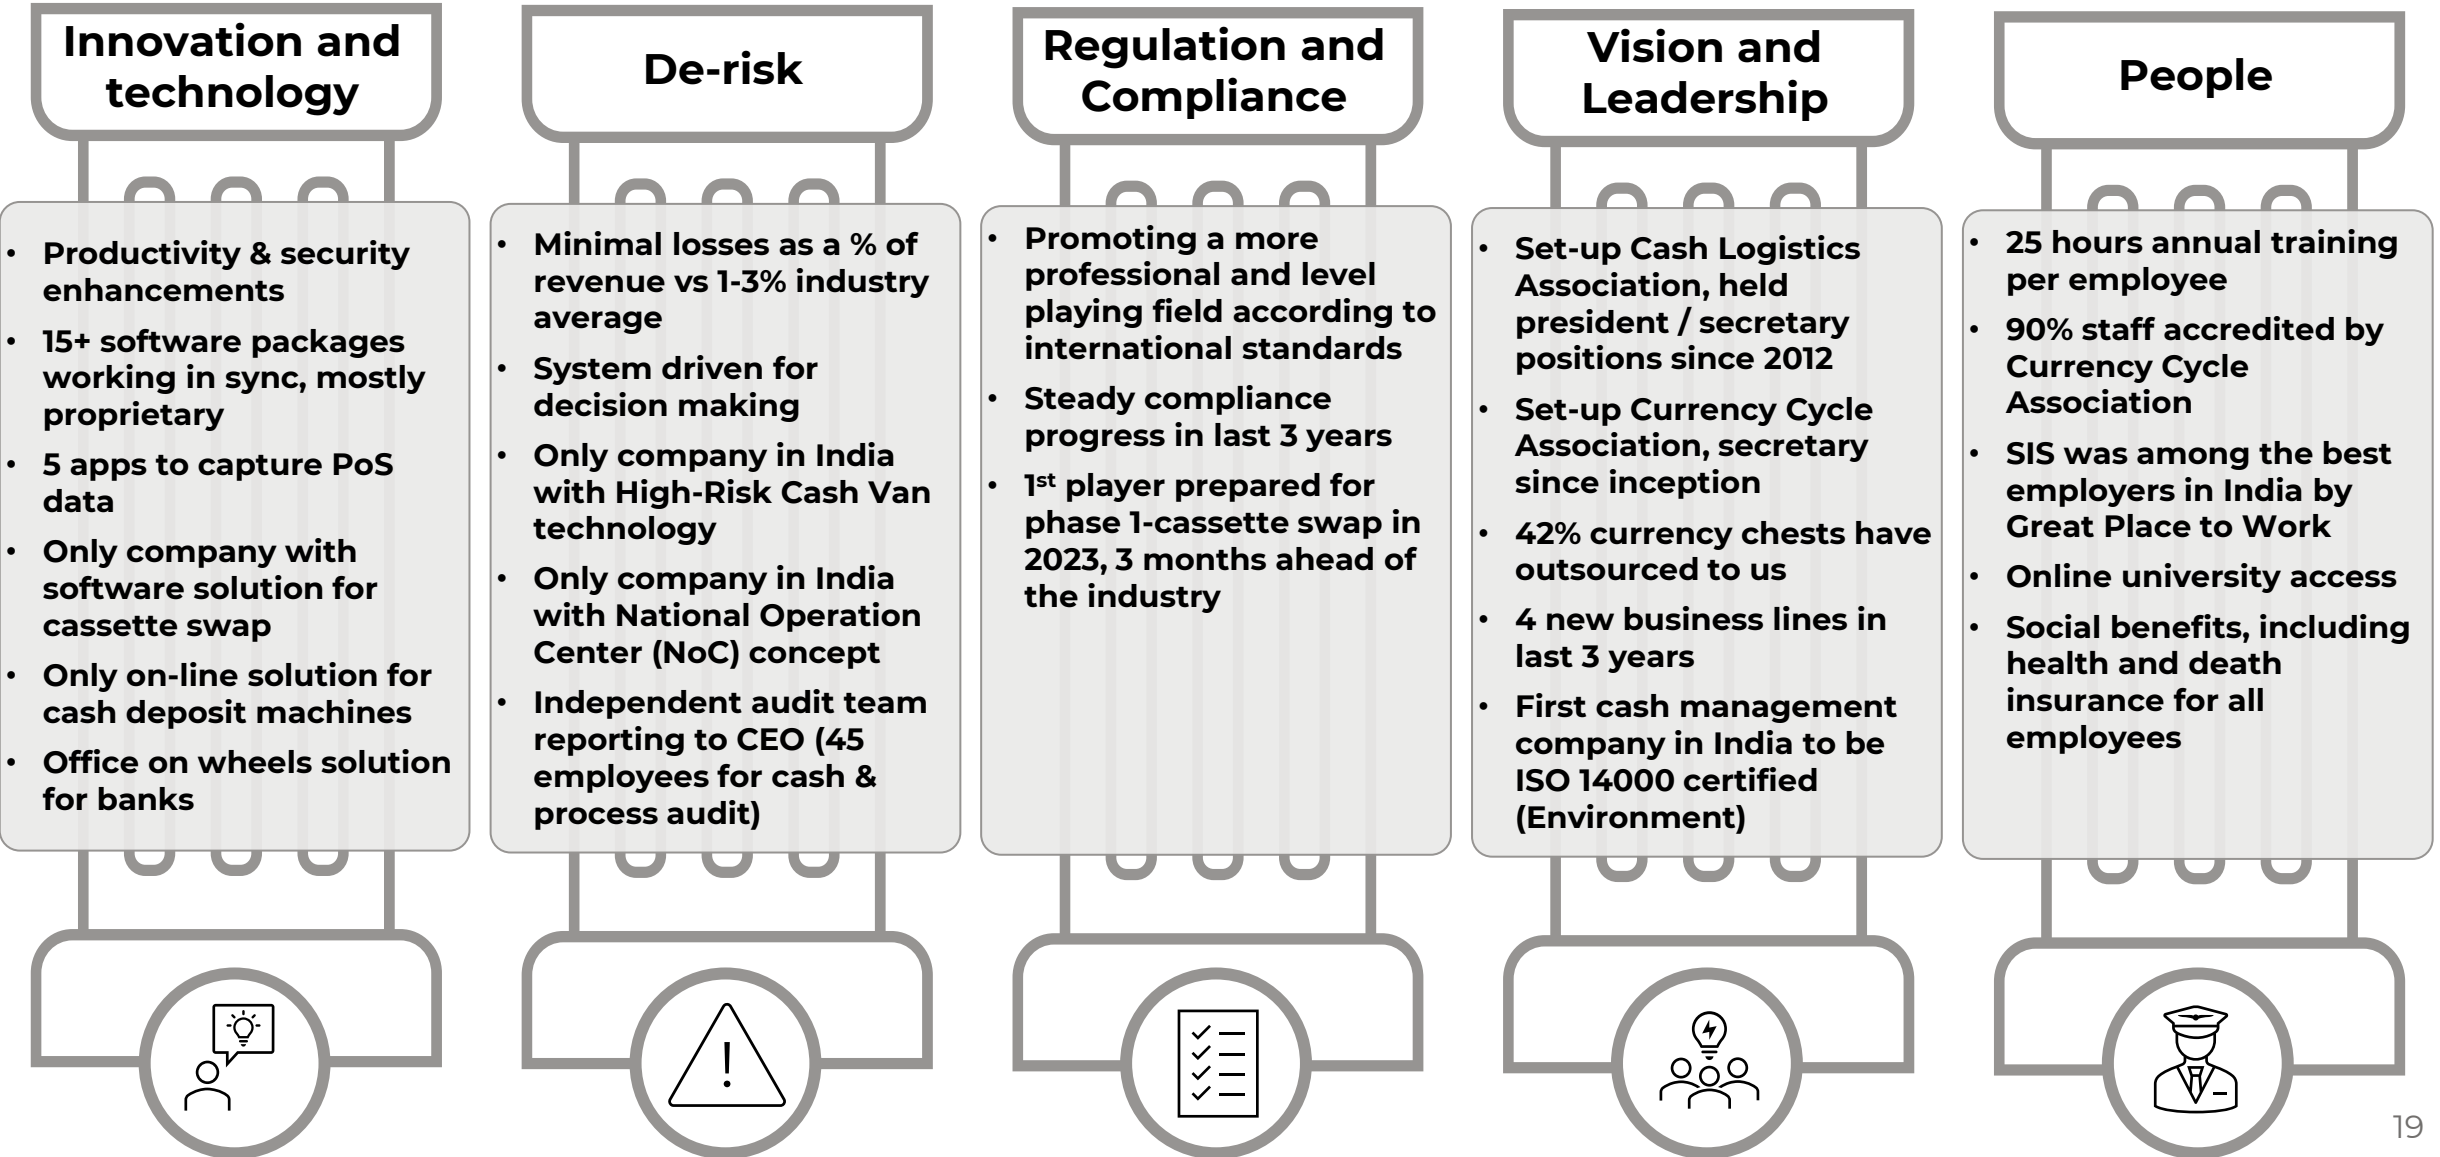 Innovation and
technology
• Productivity & security
enhancements
• 15+ software packages
working in sync, mostly
proprietary
• 5 apps to capture PoS
data
• Only company with
software solution for
cassette swap
• Only on-line solution for
cash deposit machines
• Office on wheels solution
for banks
De-risk
• Minimal losses as a % of
revenue vs 1-3% industry
average
• System driven for
decision making
• Only company in India
with High-Risk Cash Van
technology
• Only company in India
with National Operation
Center (NoC) concept
• Independent audit team
reporting to CEO (45
employees for cash &
process audit)
Regulation and
Compliance
• Promoting a more
professional and level
playing field according to
international standards
• Steady compliance
progress in last 3 years
• 1st player prepared for
phase 1-cassette swap in
2023, 3 months ahead of
the industry
Vision and
Leadership
• Set-up Cash Logistics
Association, held
president / secretary
positions since 2012
• Set-up Currency Cycle
Association, secretary
since inception
• 42% currency chests have
outsourced to us
• 4 new business lines in
last 3 years
• First cash management
company in India to be
ISO 14000 certified
(Environment)
People
• 25 hours annual training
per employee
• 90% staff accredited by
Currency Cycle
Association
• SIS was among the best
employers in India by
Great Place to Work
• Online university access
• Social benefits, including
health and death
insurance for all
employees
19